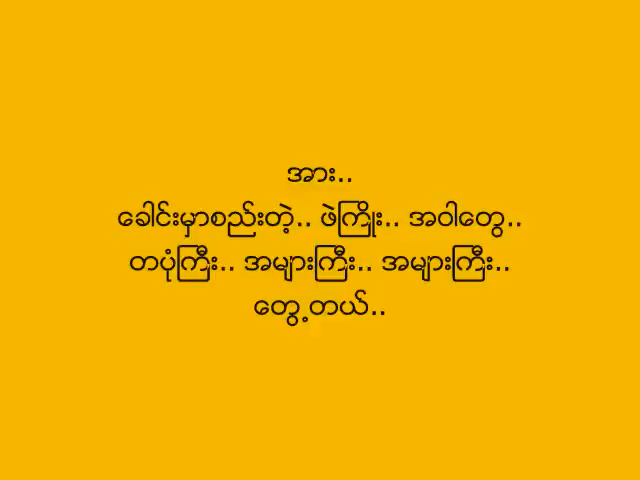 အား..
ခေါင်းမှာစည်းတဲ့.. ဖဲကြိုး.. အဝါတွေ..
တပုံကြီး.. အများကြီး.. အများကြီး..
တွေ့တယ်..